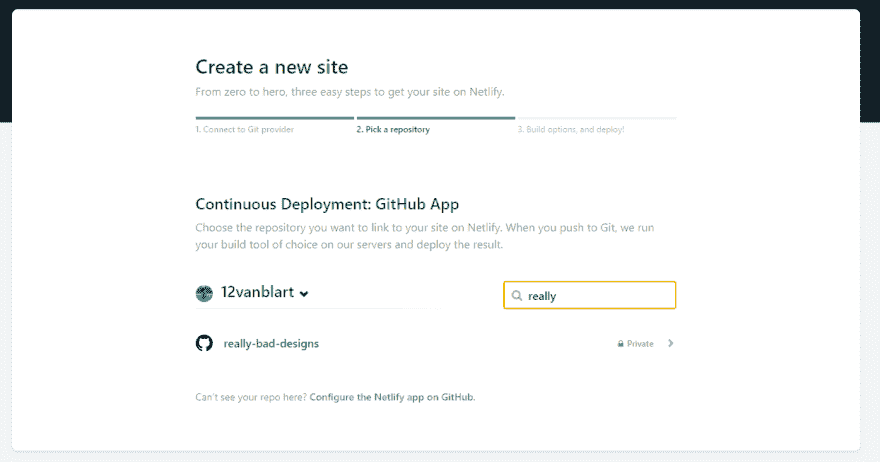 Create a new site
From zero to hero, three easy steps to get your site on Netlify.
1. Connect to Git provider
2. Pick a repository
3. Build options, and deploy!
Continuous Deployment: GitHub App
Choose the repository you want to link to your site on Netlify. When you push to Git, we run
your build tool of choice on our servers and deploy the result.
12vanblart
really
really-bad-designs
Private
Can't see your repo here? Configure the Netlify app on GitHub.